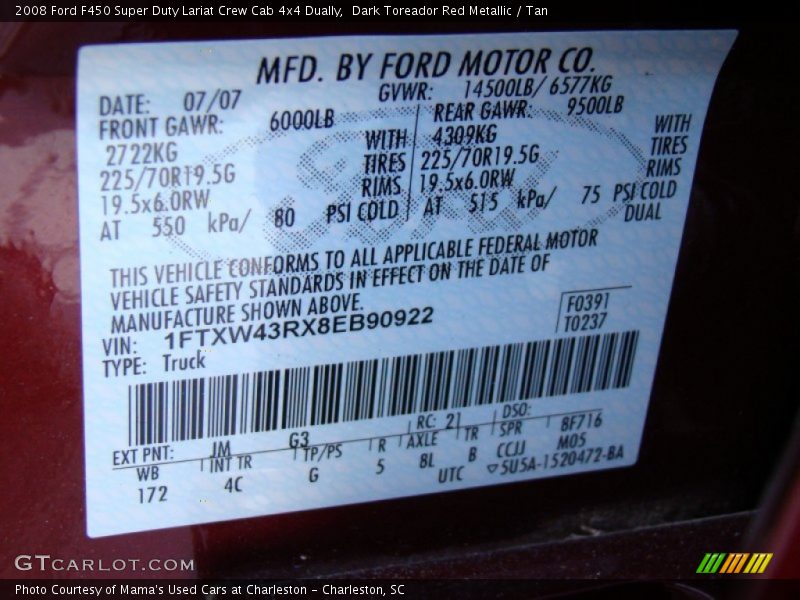 2008 Ford F450 Super Duty Lariat Crew Cab 4x4 Dually, Dark Toreador Red Metallic / Tan
MFD. BY FORD MOTOR CO.
DATE: 07/07 GVWR: 14500LB/ 6577KG
FRONT GAWR: 6000LB REAR GAWR: 9500LB
2722KG WITH 4309KG WITH
225/70R19.5G TIRES 225/70R19.5G TIRES
19.5x6.0RW RIMS 19.5x6.0RW RIMS
AT 550 kPa/ 80 PSI COLD AT 515 kPa/ 75 PSI COLD
DUAL
THIS VEHICLE CONFORMS TO ALL APPLICABLE FEDERAL MOTOR
VEHICLE SAFETY STANDARDS IN EFFECT ON THE DATE OF
MANUFACTURE SHOWN ABOVE.
VIN: 1FTXW43RX8EB90922 F0391
TYPE: Truck T0237
EXT PNT: JM G3 RC: 21 DSO:
WB INT TR TP/PS R AXLE TR SPR BF716
172 4C G 5 8L B CCJJ M05
UTC ▽5U5A-1520472-BA
GTCARLOT.COM
Photo Courtesy of Mama's Used Cars at Charleston - Charleston, SC